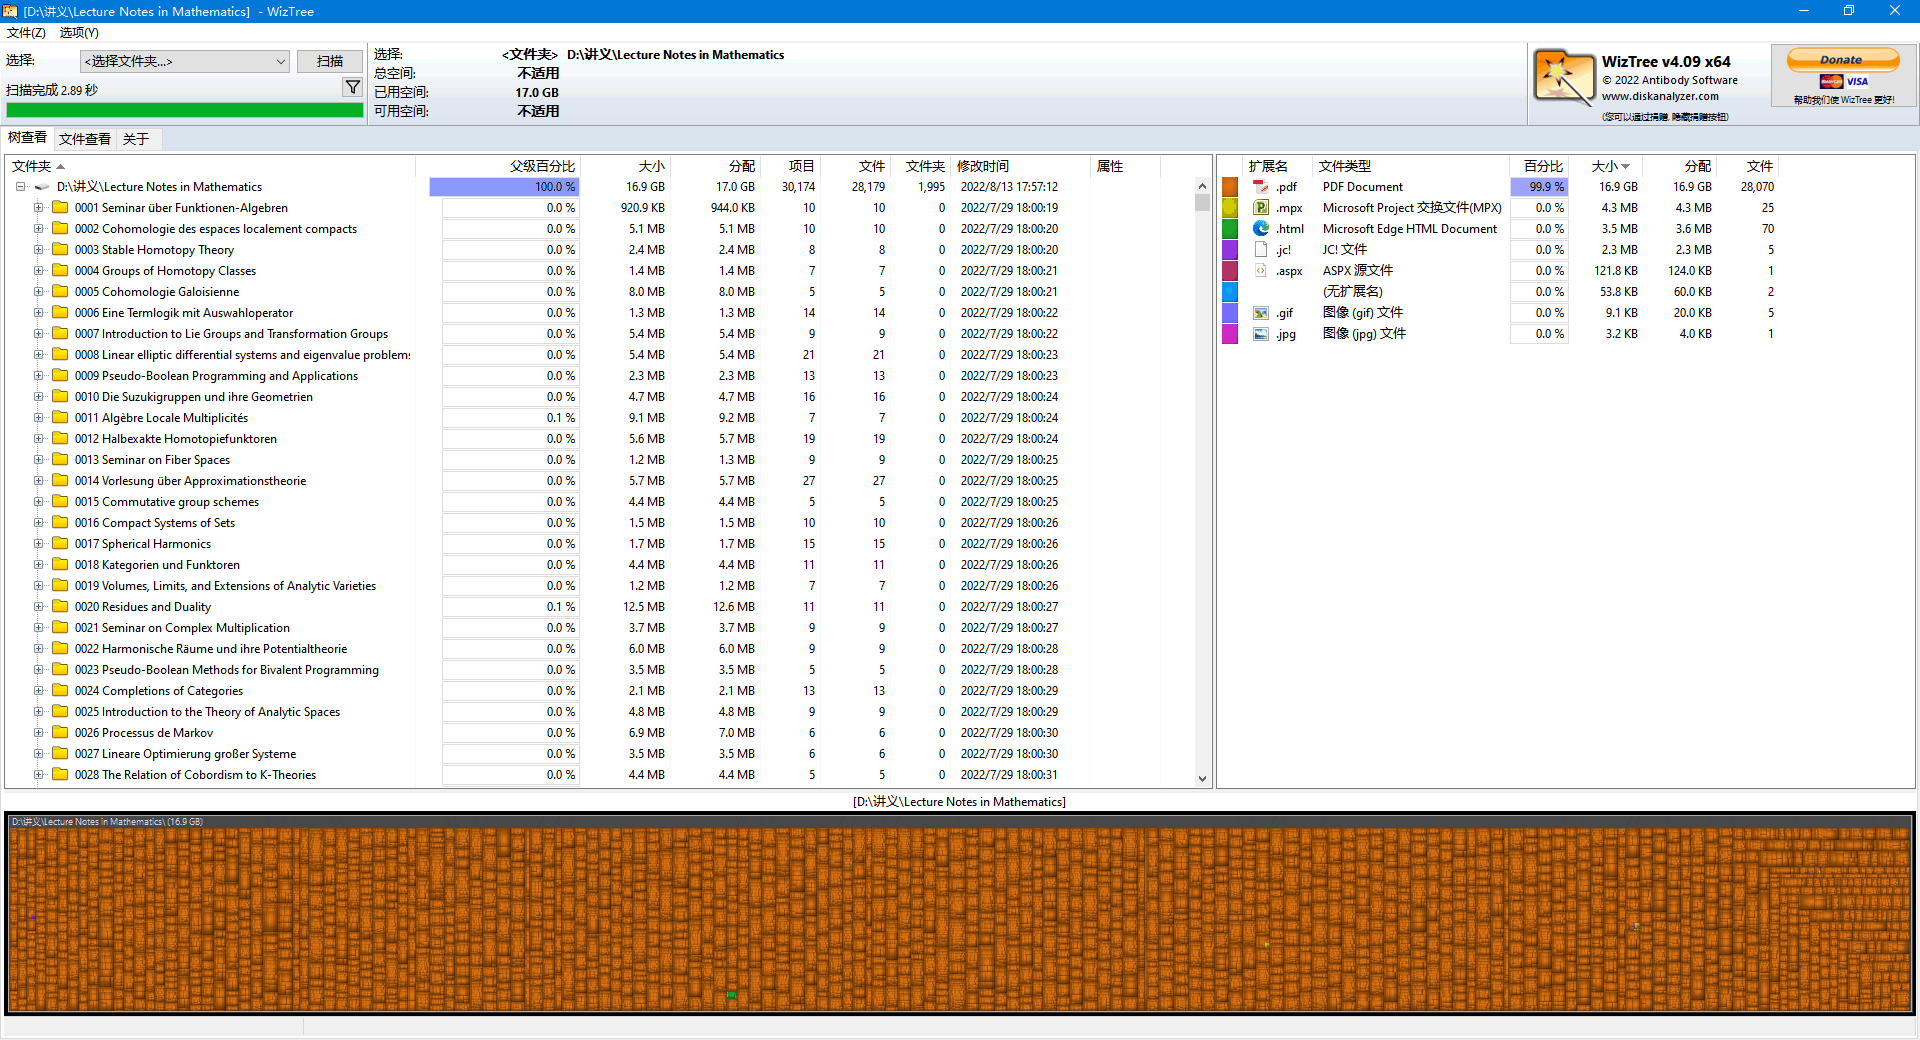 [D:\讲义\Lecture Notes in Mathematics] - WizTree
文件(Z) 选项(Y)
选择: <选择文件夹...> 扫描
扫描完成 2.89 秒
选择: <文件夹> D:\讲义\Lecture Notes in Mathematics
总空间: 不适用
已用空间: 17.0 GB
可用空间: 不适用
WizTree v4.09 x64
© 2022 Antibody Software
www.diskanalyzer.com
(您可以通过捐赠, 隐藏捐赠按钮)
Donate
VISA
帮助我们使 WizTree 更好!
树查看 文件查看 关于
文件夹 父级百分比 大小 分配 项目 文件 文件夹 修改时间 属性
D:\讲义\Lecture Notes in Mathematics 100.0 % 16.9 GB 17.0 GB 30,174 28,179 1,995 2022/8/13 17:57:12
0001 Seminar über Funktionen-Algebren 0.0 % 920.9 KB 944.0 KB 10 10 0 2022/7/29 18:00:19
0002 Cohomologie des espaces localement compacts 0.0 % 5.1 MB 5.1 MB 10 10 0 2022/7/29 18:00:20
0003 Stable Homotopy Theory 0.0 % 2.4 MB 2.4 MB 8 8 0 2022/7/29 18:00:20
0004 Groups of Homotopy Classes 0.0 % 1.4 MB 1.4 MB 7 7 0 2022/7/29 18:00:21
0005 Cohomologie Galoisienne 0.0 % 8.0 MB 8.0 MB 5 5 0 2022/7/29 18:00:21
0006 Eine Termlogik mit Auswahloperator 0.0 % 1.3 MB 1.3 MB 14 14 0 2022/7/29 18:00:22
0007 Introduction to Lie Groups and Transformation Groups 0.0 % 5.4 MB 5.4 MB 9 9 0 2022/7/29 18:00:22
0008 Linear elliptic differential systems and eigenvalue problems 0.0 % 5.4 MB 5.4 MB 21 21 0 2022/7/29 18:00:23
0009 Pseudo-Boolean Programming and Applications 0.0 % 2.3 MB 2.3 MB 13 13 0 2022/7/29 18:00:23
0010 Die Suzukigruppen und ihre Geometrien 0.0 % 4.7 MB 4.7 MB 16 16 0 2022/7/29 18:00:24
0011 Algèbre Locale Multiplicités 0.1 % 9.1 MB 9.2 MB 7 7 0 2022/7/29 18:00:24
0012 Halbexakte Homotopiefunktoren 0.0 % 5.6 MB 5.7 MB 19 19 0 2022/7/29 18:00:24
0013 Seminar on Fiber Spaces 0.0 % 1.2 MB 1.3 MB 9 9 0 2022/7/29 18:00:25
0014 Vorlesung über Approximationstheorie 0.0 % 5.7 MB 5.7 MB 27 27 0 2022/7/29 18:00:25
0015 Commutative group schemes 0.0 % 4.4 MB 4.4 MB 5 5 0 2022/7/29 18:00:25
0016 Compact Systems of Sets 0.0 % 1.5 MB 1.5 MB 10 10 0 2022/7/29 18:00:26
0017 Spherical Harmonics 0.0 % 1.7 MB 1.7 MB 15 15 0 2022/7/29 18:00:26
0018 Kategorien und Funktoren 0.0 % 4.4 MB 4.4 MB 11 11 0 2022/7/29 18:00:26
0019 Volumes, Limits, and Extensions of Analytic Varieties 0.0 % 1.2 MB 1.2 MB 7 7 0 2022/7/29 18:00:26
0020 Residues and Duality 0.1 % 12.5 MB 12.6 MB 11 11 0 2022/7/29 18:00:27
0021 Seminar on Complex Multiplication 0.0 % 3.7 MB 3.7 MB 9 9 0 2022/7/29 18:00:27
0022 Harmonische Räume und ihre Potentialtheorie 0.0 % 6.0 MB 6.0 MB 9 9 0 2022/7/29 18:00:28
0023 Pseudo-Boolean Methods for Bivalent Programming 0.0 % 3.5 MB 3.5 MB 5 5 0 2022/7/29 18:00:28
0024 Completions of Categories 0.0 % 2.1 MB 2.1 MB 13 13 0 2022/7/29 18:00:29
0025 Introduction to the Theory of Analytic Spaces 0.0 % 4.8 MB 4.8 MB 9 9 0 2022/7/29 18:00:29
0026 Processus de Markov 0.0 % 6.9 MB 7.0 MB 6 6 0 2022/7/29 18:00:30
0027 Lineare Optimierung großer Systeme 0.0 % 3.5 MB 3.5 MB 6 6 0 2022/7/29 18:00:30
0028 The Relation of Cobordism to K-Theories 0.0 % 4.4 MB 4.4 MB 5 5 0 2022/7/29 18:00:31
扩展名 文件类型 百分比 大小 分配 文件
.pdf PDF Document 99.9 % 16.9 GB 16.9 GB 28,070
.mpx Microsoft Project 交换文件(MPX) 0.0 % 4.3 MB 4.3 MB 25
.html Microsoft Edge HTML Document 0.0 % 3.5 MB 3.6 MB 70
.jc! JC! 文件 0.0 % 2.3 MB 2.3 MB 5
.aspx ASPX 源文件 0.0 % 121.8 KB 124.0 KB 1
(无扩展名) 0.0 % 53.8 KB 60.0 KB 2
.gif 图像 (gif) 文件 0.0 % 9.1 KB 20.0 KB 5
.jpg 图像 (jpg) 文件 0.0 % 3.2 KB 4.0 KB 1
[D:\讲义\Lecture Notes in Mathematics]
D:\讲义\Lecture Notes in Mathematics\ (16.9 GB)